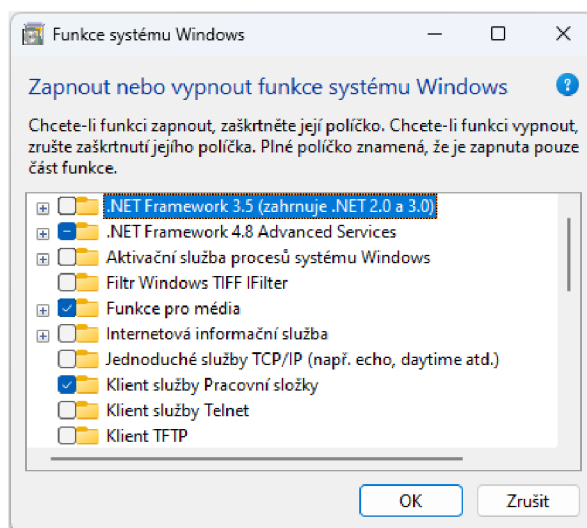 Funkce systému Windows
Zapnout nebo vypnout funkce systému Windows
?
Chcete-li funkci zapnout, zaškrtněte její políčko. Chcete-li funkci vypnout,
zrušte zaškrtnutí jejího políčka. Plné políčko znamená, že je zapnuta pouze
část funkce.
.NET Framework 3.5 (zahrnuje .NET 2.0 a 3.0)
.NET Framework 4.8 Advanced Services
Aktivační služba procesů systému Windows
Filtr Windows TIFF IFilter
Funkce pro média
Internetová informační služba
Jednoduché služby TCP/IP (např. echo, daytime atd.)
Klient služby Pracovní složky
Klient služby Telnet
Klient TFTP
OK
Zrušit